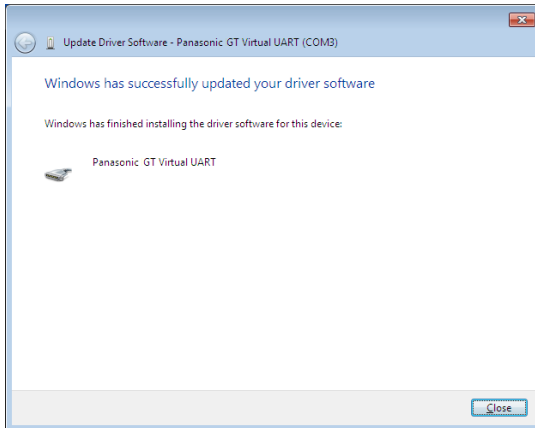 Update Driver Software - Panasonic GT Virtual UART (COM3)
Windows has successfully updated your driver software
Windows has finished installing the driver software for this device:
Panasonic GT Virtual UART
Close